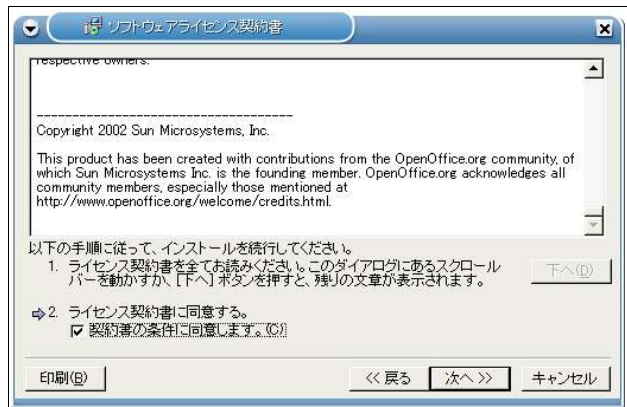 ソフトウェアライセンス契約書
respective owners.
------------------------------------
Copyright 2002 Sun Microsystems, Inc.
This product has been created with contributions from the OpenOffice.org community, of
which Sun Microsystems Inc. is the founding member. OpenOffice.org acknowledges all
community members, especially those mentioned at
http://www.openoffice.org/welcome/credits.html.
以下の手順に従って、インストールを続行してください。
1. ライセンス契約書を全てお読みください。このダイアログにあるスクロール
バーを動かすか、[下へ] ボタンを押すと、残りの文章が表示されます。
下へ(D)
2. ライセンス契約書に同意する。
契約書の条件に同意します。(C)
印刷(B)
<< 戻る
次へ >>
キャンセル